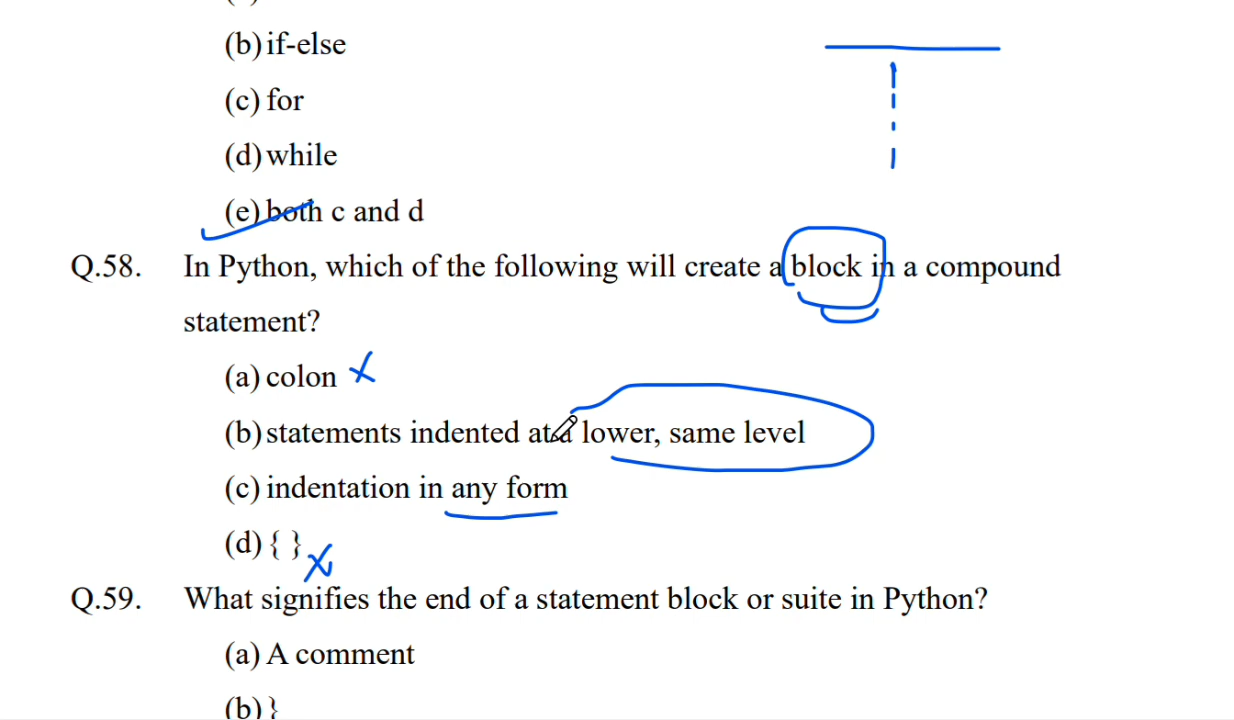 (b) if-else
(c) for
(d) while
(e) both c and d
Q.58. In Python, which of the following will create a block in a compound
statement?
(a) colon
(b) statements indented at a lower, same level
(c) indentation in any form
(d) { }
Q.59. What signifies the end of a statement block or suite in Python?
(a) A comment
(b) }